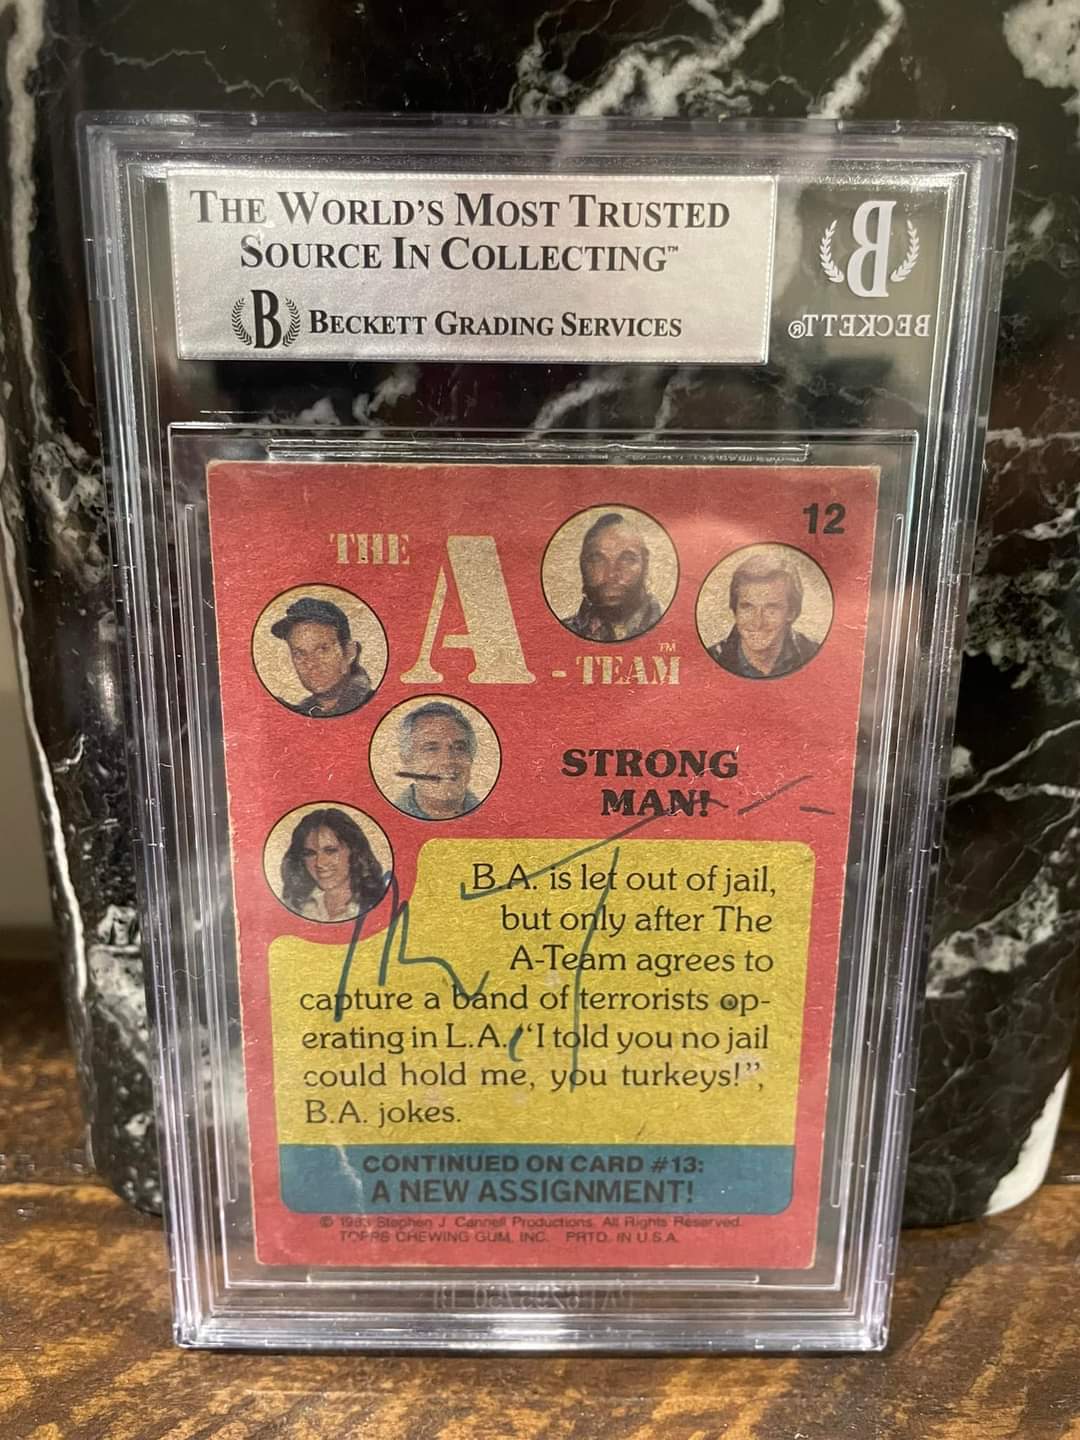 THE WORLD'S MOST TRUSTED
SOURCE IN COLLECTING™
B BECKETT GRADING SERVICES
B
BECKETT®
12
THE
A
-TEAM™
STRONG
MAN!
B.A. is let out of jail,
but only after The
A-Team agrees to
capture a band of terrorists op-
erating in L.A. “I told you no jail
could hold me, you turkeys!”,
B.A. jokes.
CONTINUED ON CARD #13:
A NEW ASSIGNMENT!
© 1983 Stephen J. Cannell Productions. All Rights Reserved.
TOPPS CHEWING GUM, INC. PRTD. IN U.S.A.